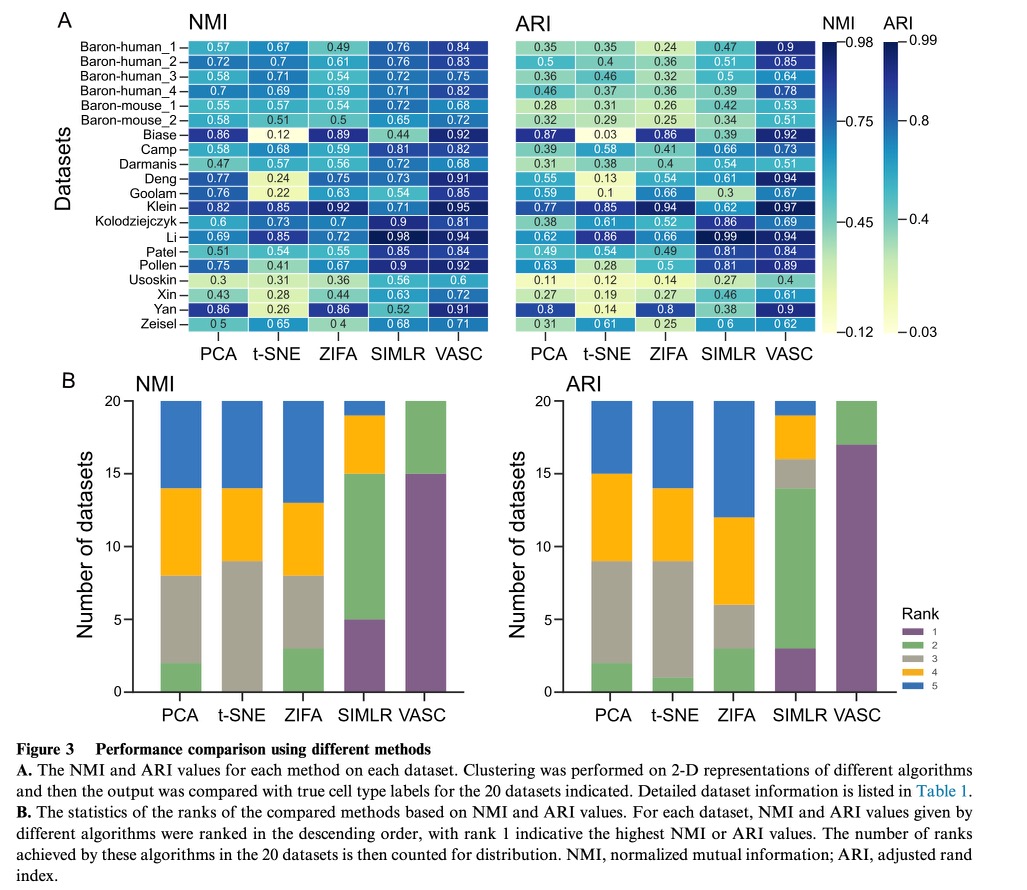 A
NMI
ARI
NMI ARI
Datasets
Baron-human_1 0.57 0.67 0.49 0.76 0.84 0.35 0.35 0.24 0.47 0.9
Baron-human_2 0.72 0.7 0.61 0.76 0.83 0.5 0.4 0.36 0.51 0.85
Baron-human_3 0.58 0.71 0.54 0.72 0.75 0.36 0.46 0.32 0.5 0.64
Baron-human_4 0.7 0.69 0.59 0.71 0.82 0.46 0.37 0.36 0.39 0.78
Baron-mouse_1 0.55 0.57 0.54 0.72 0.68 0.28 0.31 0.26 0.42 0.53
Baron-mouse_2 0.58 0.51 0.5 0.65 0.72 0.32 0.29 0.25 0.34 0.51
Biase 0.86 0.12 0.89 0.44 0.92 0.87 0.03 0.86 0.39 0.92
Camp 0.58 0.68 0.59 0.81 0.82 0.39 0.58 0.41 0.66 0.73
Darmanis 0.47 0.57 0.56 0.72 0.68 0.31 0.38 0.4 0.54 0.51
Deng 0.77 0.24 0.75 0.73 0.91 0.55 0.13 0.54 0.61 0.94
Goolam 0.76 0.22 0.63 0.54 0.85 0.59 0.1 0.66 0.3 0.67
Klein 0.82 0.85 0.92 0.71 0.95 0.77 0.85 0.94 0.62 0.97
Kolodziejczyk 0.6 0.73 0.7 0.9 0.81 0.38 0.61 0.52 0.86 0.69
Li 0.69 0.85 0.72 0.98 0.94 0.62 0.86 0.66 0.99 0.94
Patel 0.51 0.54 0.55 0.85 0.84 0.49 0.54 0.49 0.81 0.84
Pollen 0.75 0.41 0.67 0.9 0.92 0.63 0.28 0.5 0.81 0.89
Usoskin 0.3 0.31 0.36 0.56 0.6 0.11 0.12 0.14 0.27 0.4
Xin 0.43 0.28 0.44 0.63 0.72 0.27 0.19 0.27 0.46 0.61
Yan 0.86 0.26 0.86 0.52 0.91 0.8 0.14 0.8 0.38 0.9
Zeisel 0.5 0.65 0.4 0.68 0.71 0.31 0.61 0.25 0.6 0.62
PCA t-SNE ZIFA SIMLR VASC
PCA t-SNE ZIFA SIMLR VASC
0.98
0.75
0.45
0.12
0.99
0.8
0.4
0.03
B
NMI
Number of datasets
20
15
10
5
0
PCA t-SNE ZIFA SIMLR VASC
ARI
Number of datasets
20
15
10
5
0
PCA t-SNE ZIFA SIMLR VASC
Rank
1
2
3
4
5
Figure 3 Performance comparison using different methods
A. The NMI and ARI values for each method on each dataset. Clustering was performed on 2-D representations of different algorithms
and then the output was compared with true cell type labels for the 20 datasets indicated. Detailed dataset information is listed in Table 1.
B. The statistics of the ranks of the compared methods based on NMI and ARI values. For each dataset, NMI and ARI values given by
different algorithms were ranked in the descending order, with rank 1 indicative the highest NMI or ARI values. The number of ranks
achieved by these algorithms in the 20 datasets is then counted for distribution. NMI, normalized mutual information; ARI, adjusted rand
index.